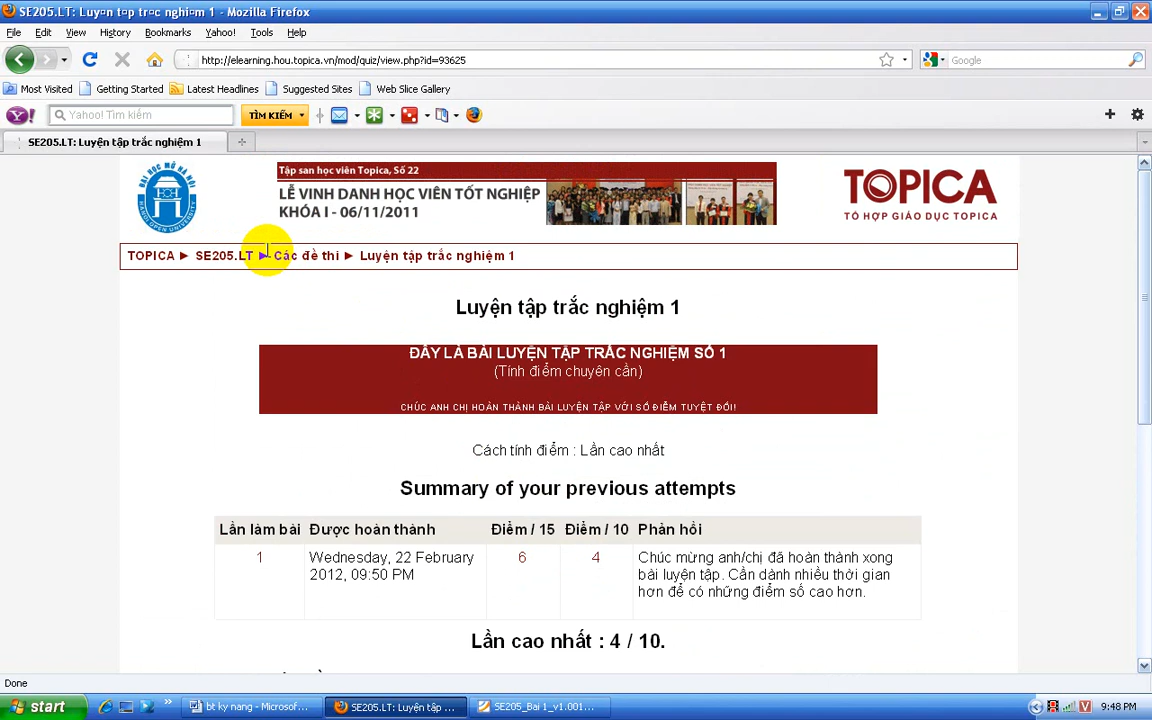 SE205.LT: Luy¤n t¤p tr¤c nghi¤m 1 - Mozilla Firefox
File Edit View History Bookmarks Yahoo! Tools Help
http://elearning.hou.topica.vn/mod/quiz/view.php?id=93625
Google
Most Visited Getting Started Latest Headlines Suggested Sites Web Slice Gallery
Y! Yahoo! Tìm kiếm TÌM KIẾM
SE205.LT: Luyện tập trắc nghiệm 1
Tập san học viên Topica, Số 22
LỄ VINH DANH HỌC VIÊN TỐT NGHIỆP
KHÓA I - 06/11/2011
TOPICA
TỔ HỢP GIÁO DỤC TOPICA
TOPICA ► SE205.LT ► Các đề thi ► Luyện tập trắc nghiệm 1
Luyện tập trắc nghiệm 1
ĐÂY LÀ BÀI LUYỆN TẬP TRẮC NGHIỆM SỐ 1
(Tính điểm chuyên cần)
CHÚC ANH CHỊ HOÀN THÀNH BÀI LUYỆN TẬP VỚI SỐ ĐIỂM TUYỆT ĐỐI!
Cách tính điểm : Lần cao nhất
Summary of your previous attempts
Lần làm bài Được hoàn thành Điểm / 15 Điểm / 10 Phản hồi
1 Wednesday, 22 February 6 4 Chúc mừng anh/chị đã hoàn thành xong
2012, 09:50 PM bài luyện tập. Cần dành nhiều thời gian
hơn để có những điểm số cao hơn.
Lần cao nhất : 4 / 10.
Done
start bt ky nang - Microsof... SE205.LT: Luyện tập ... SE205_Bai 1_v1.001... V 9:48 PM